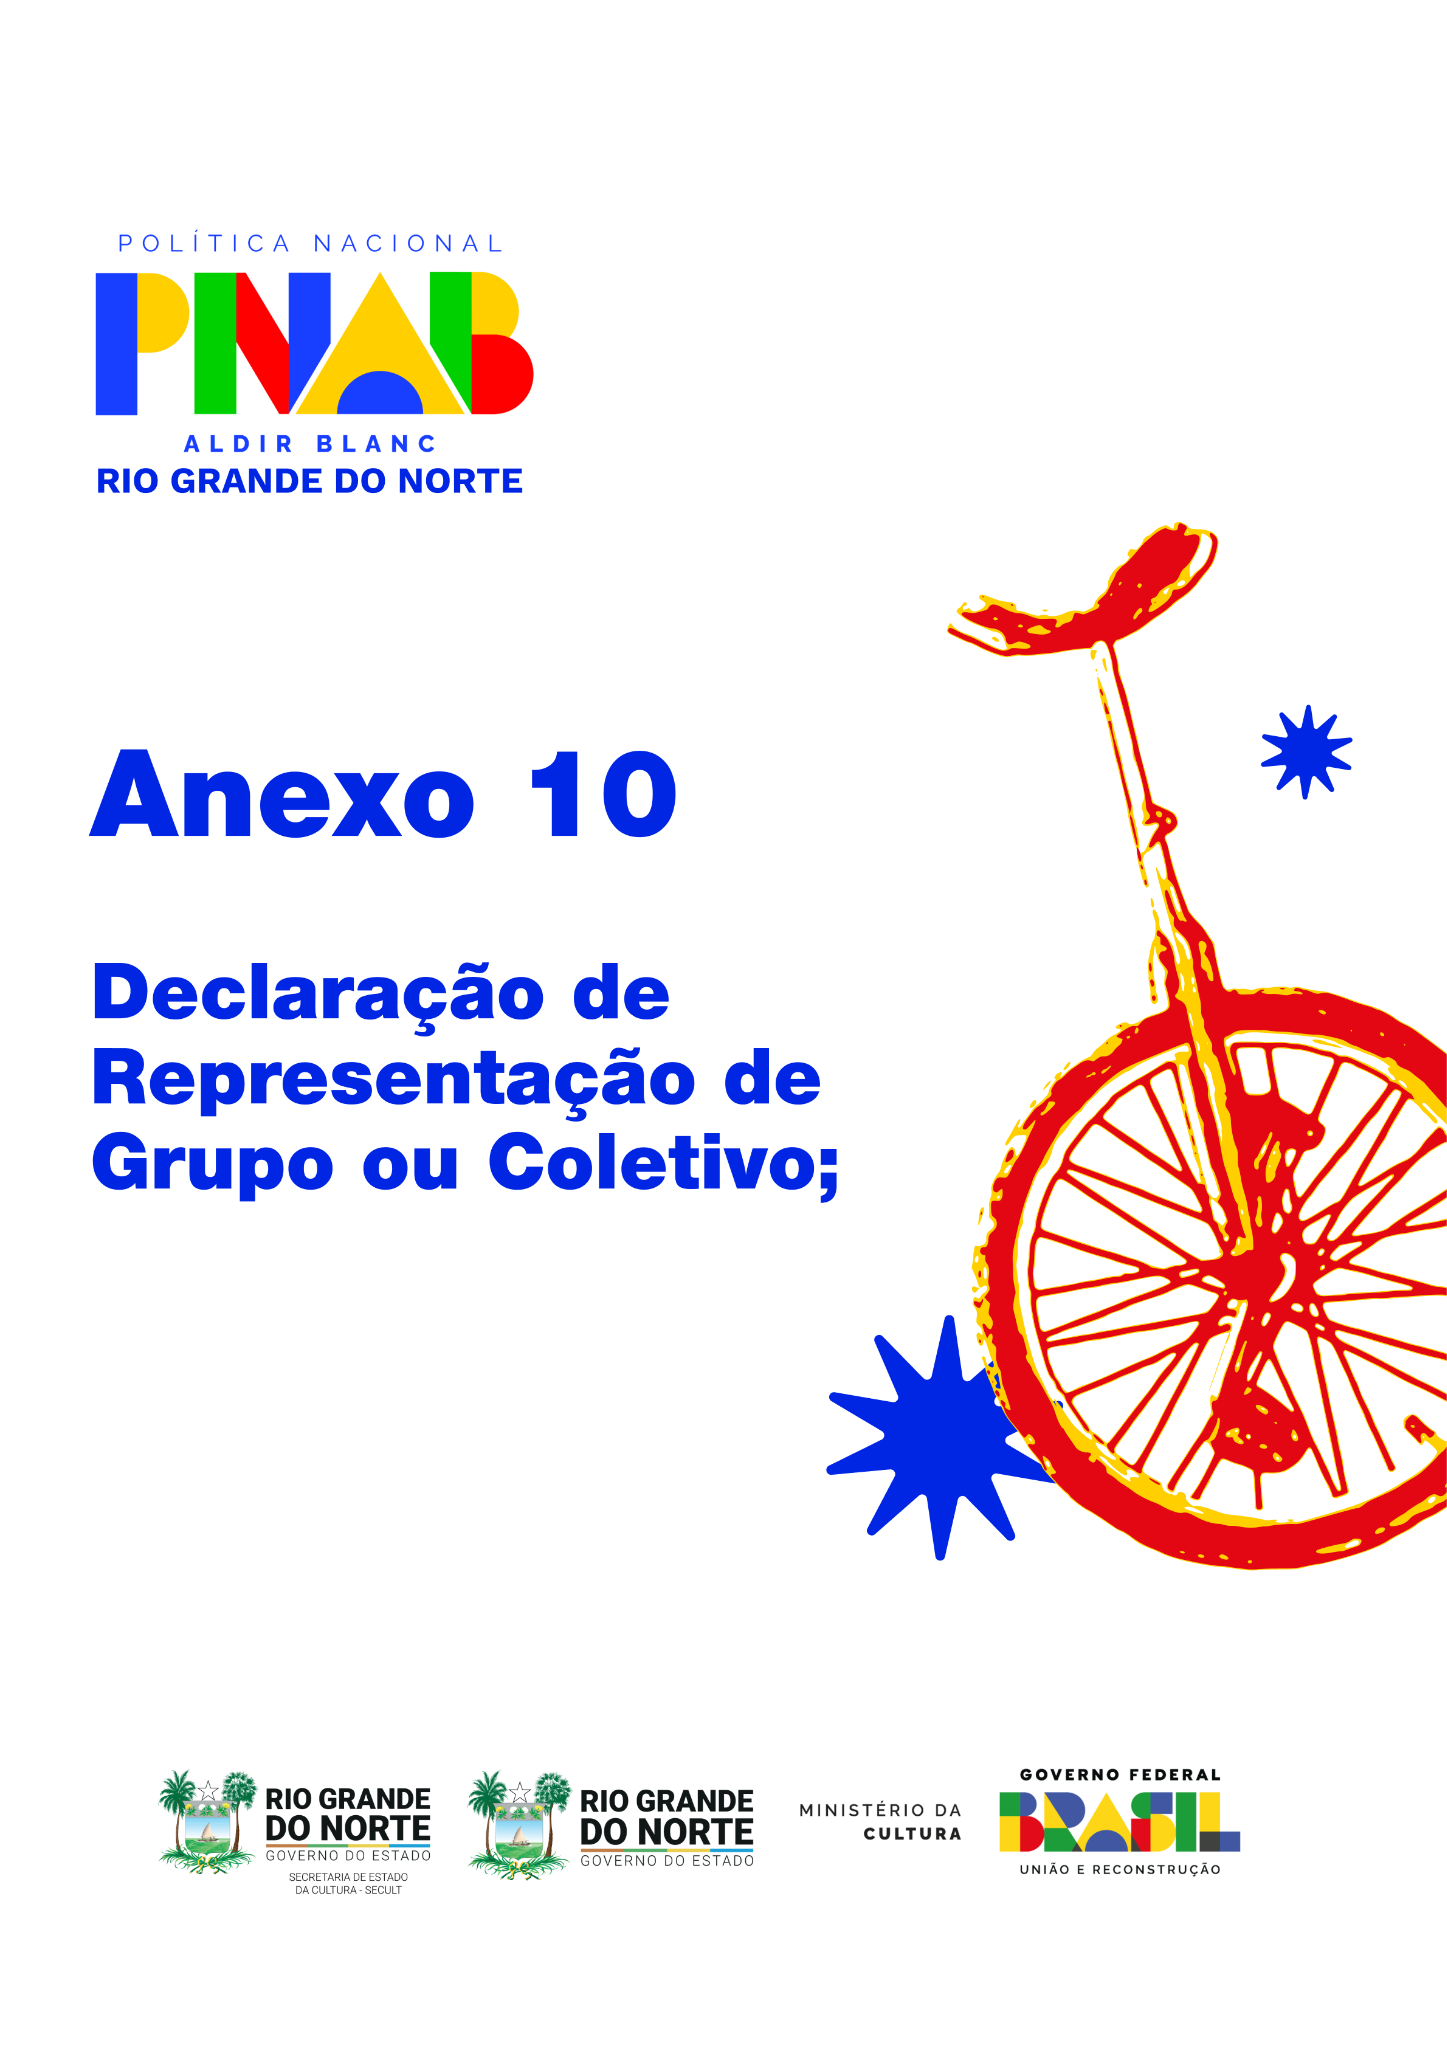 POLÍTICA NACIONAL
PNAB
ALDIR BLANC
RIO GRANDE DO NORTE
Anexo 10
Declaração de
Representação de
Grupo ou Coletivo;
RIO GRANDE
DO NORTE
GOVERNO DO ESTADO
SECRETARIA DE ESTADO
DA CULTURA - SECULT
RIO GRANDE
DO NORTE
GOVERNO DO ESTADO
MINISTÉRIO DA
CULTURA
GOVERNO FEDERAL
BRASIL
UNIÃO E RECONSTRUÇÃO